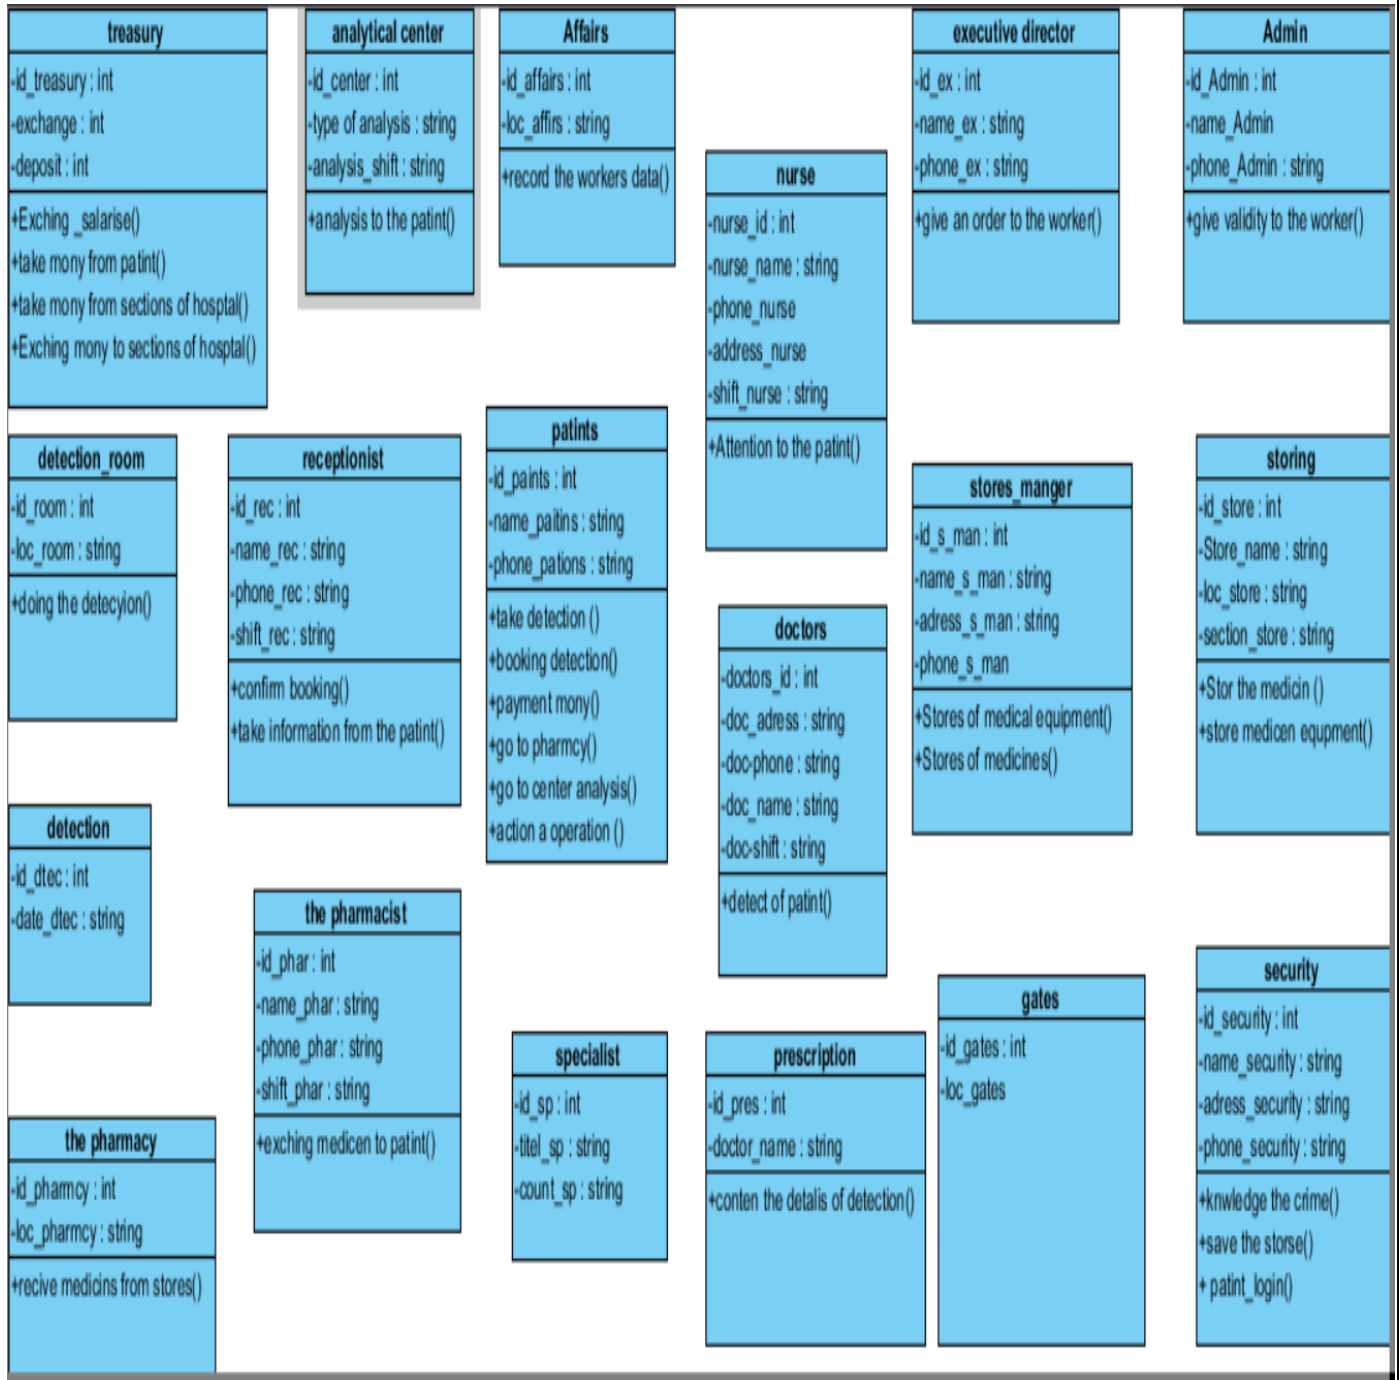 treasury
-id_treasury : int
-exchange : int
-deposit : int
+Exching _salarise()
+take mony from patint()
+take mony from sections of hosptal()
+Exching mony to sections of hosptal()
analytical center
-id_center : int
-type of analysis : string
-analysis_shift : string
+analysis to the patint()
Affairs
-id_affairs : int
-loc_affirs : string
+record the workers data()
nurse
-nurse_id : int
-nurse_name : string
-phone_nurse
-address_nurse
-shift_nurse : string
+Attention to the patint()
executive director
-id_ex : int
-name_ex : string
-phone_ex : string
+give an order to the worker()
Admin
-id_Admin : int
-name_Admin
-phone_Admin : string
+give validity to the worker()
detection_room
-id_room : int
-loc_room : string
+doing the detecyion()
receptionist
-id_rec : int
-name_rec : string
-phone_rec : string
-shift_rec : string
+confirm booking()
+take information from the patint()
patints
-id_paints : int
-name_paitins : string
-phone_pations : string
+take detection ()
+booking detection()
+payment mony()
+go to pharmcy()
+go to center analysis()
+action a operation ()
stores_manger
-id_s_man : int
-name_s_man : string
-adress_s_man : string
-phone_s_man
+Stores of medical equipment()
+Stores of medicines()
storing
-id_store : int
-Store_name : string
-loc_store : string
-section_store : string
+Stor the medicin ()
+store medicen equpment()
doctors
-doctors_id : int
-doc_adress : string
-doc-phone : string
-doc_name : string
-doc-shift : string
+detect of patint()
detection
-id_dtec : int
-date_dtec : string
the pharmacist
-id_phar : int
-name_phar : string
-phone_phar : string
-shift_phar : string
+exching medicen to patint()
specialist
-id_sp : int
-titel_sp : string
-count_sp : string
prescription
-id_pres : int
-doctor_name : string
+conten the detalis of detection()
gates
-id_gates : int
-loc_gates
security
-id_security : int
-name_security : string
-adress_security : string
-phone_security : string
+knwledge the crime()
+save the storse()
+ patint_login()
the pharmacy
-id_pharmcy : int
-loc_pharmcy : string
+recive medicins from stores()